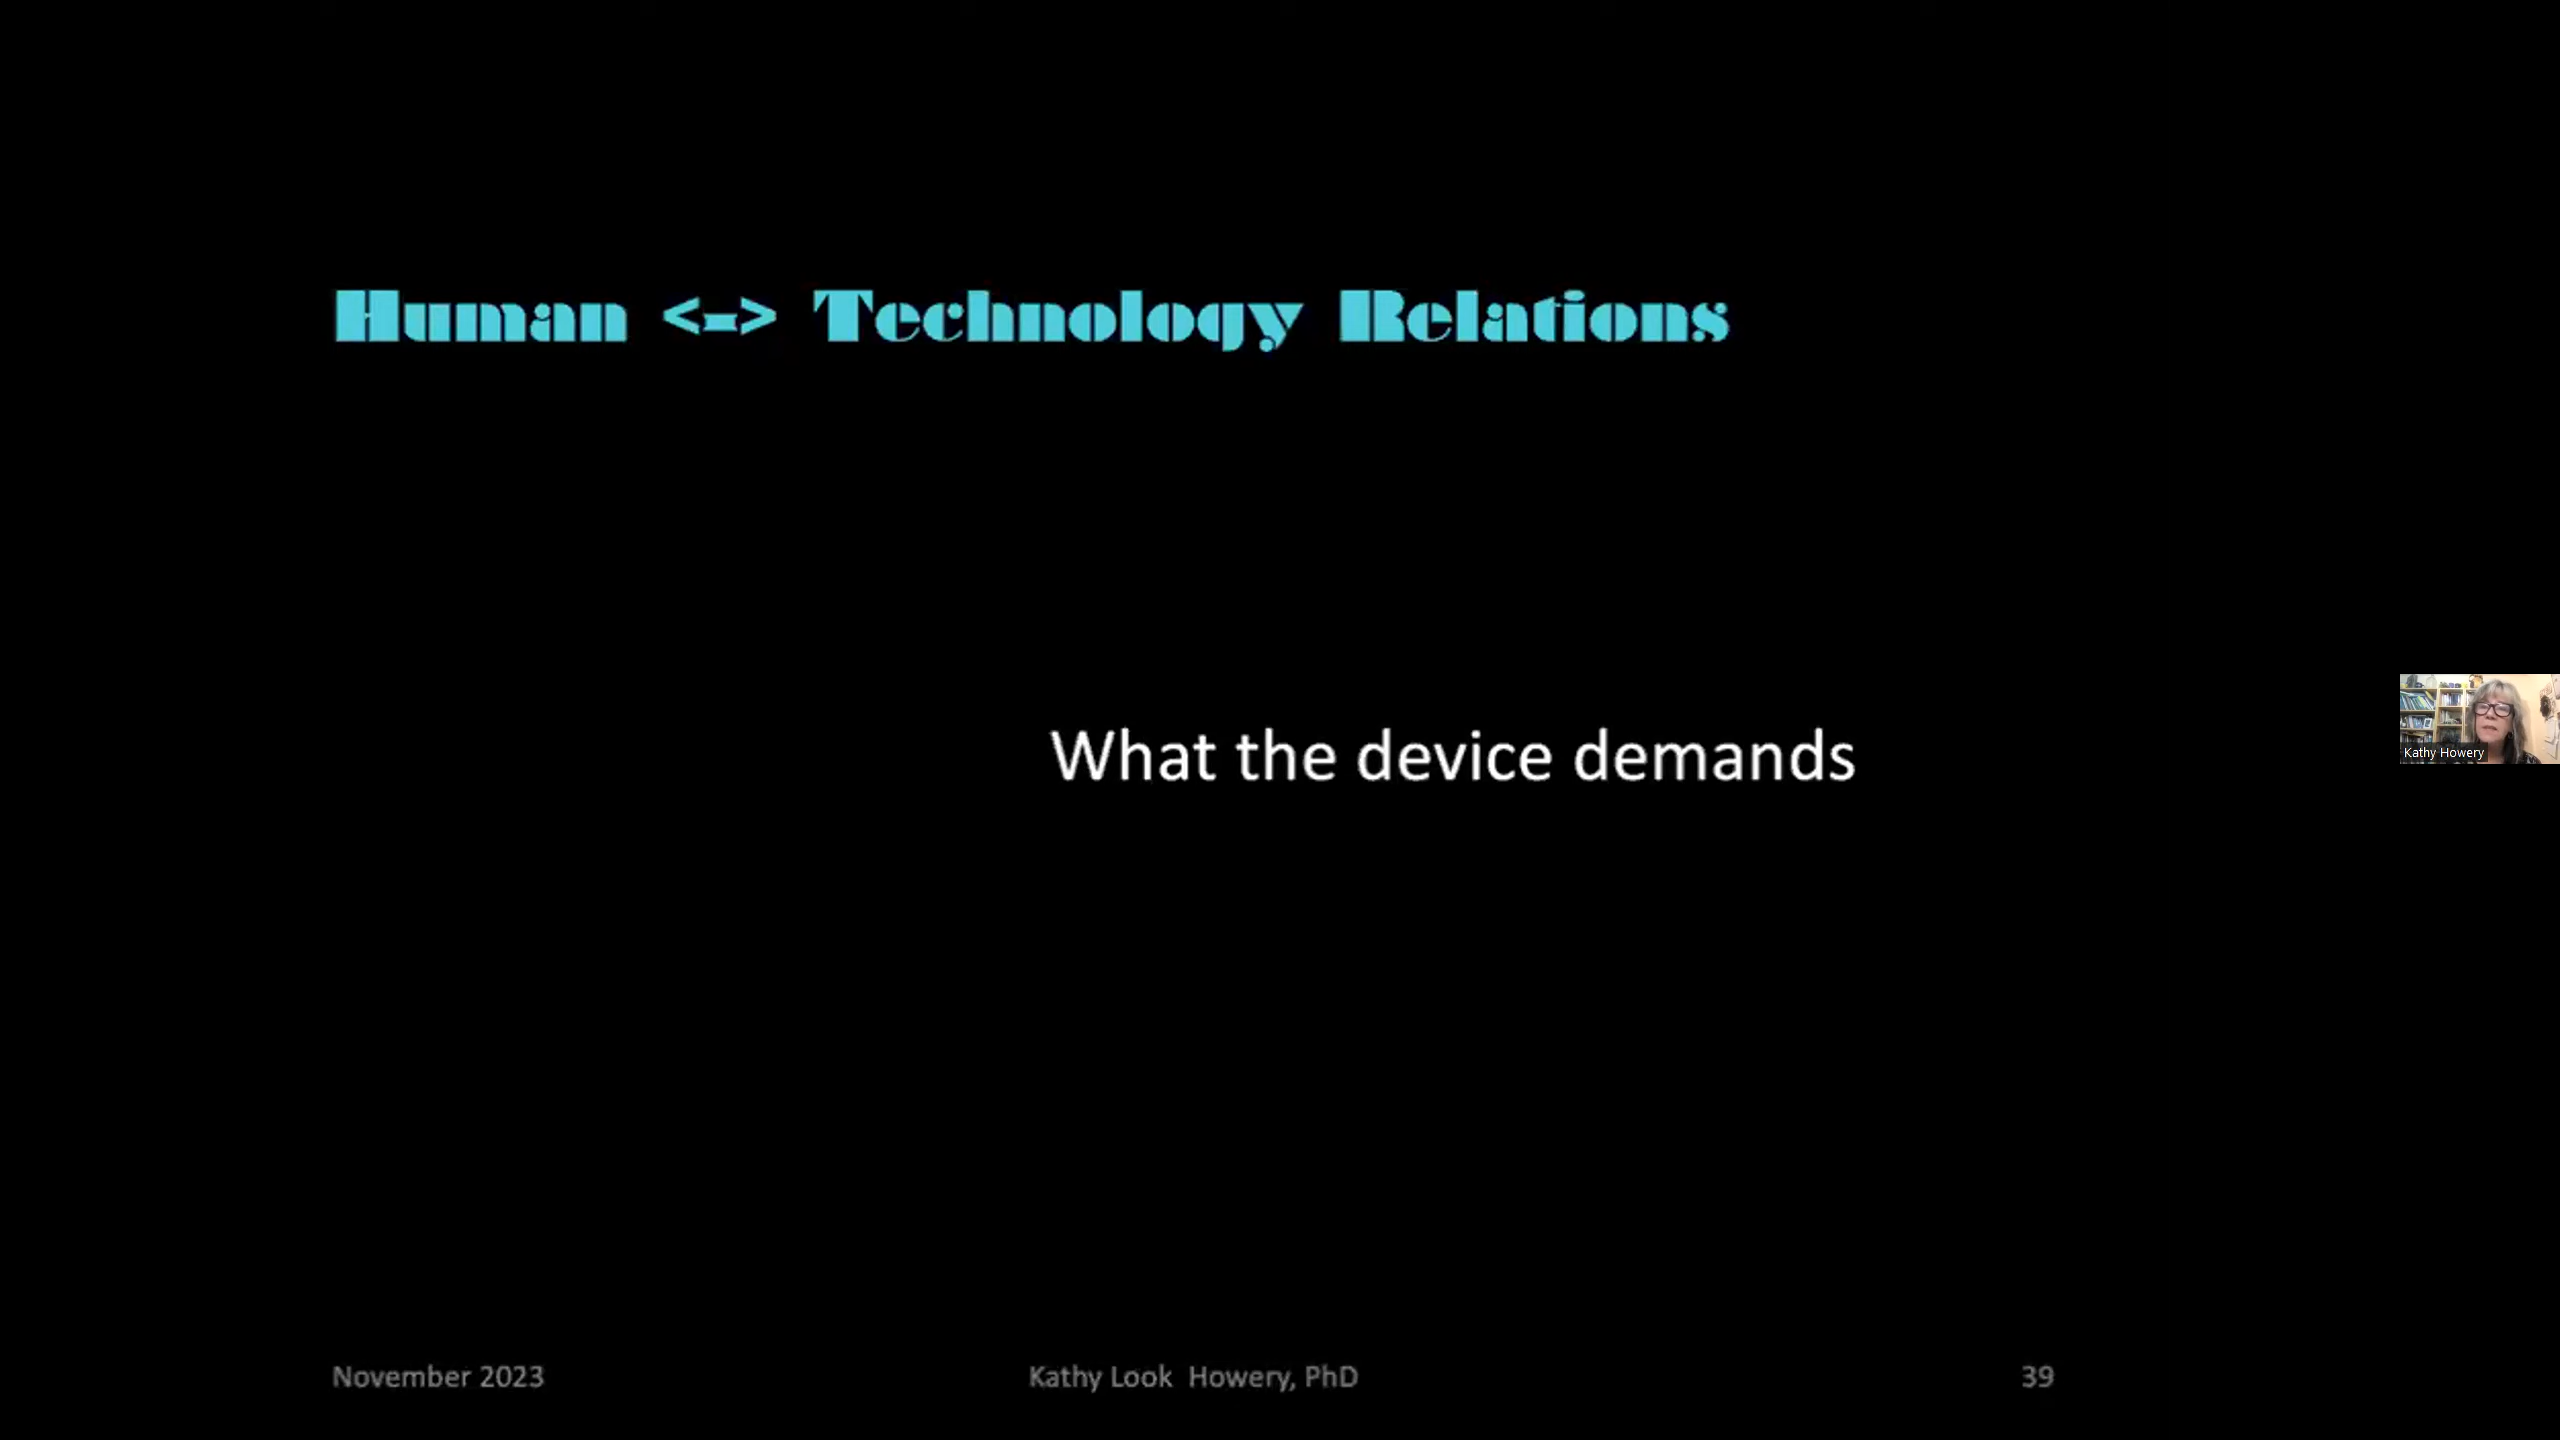 Human <=> Technology Relations
What the device demands
Kathy Howery
November 2023
Kathy Look Howery, PhD
39